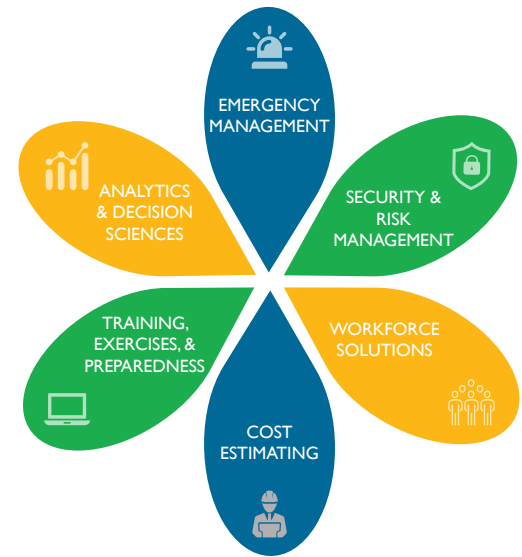 EMERGENCY
MANAGEMENT
SECURITY &
RISK
MANAGEMENT
WORKFORCE
SOLUTIONS
COST
ESTIMATING
TRAINING,
EXERCISES, &
PREPAREDNESS
ANALYTICS
& DECISION
SCIENCES